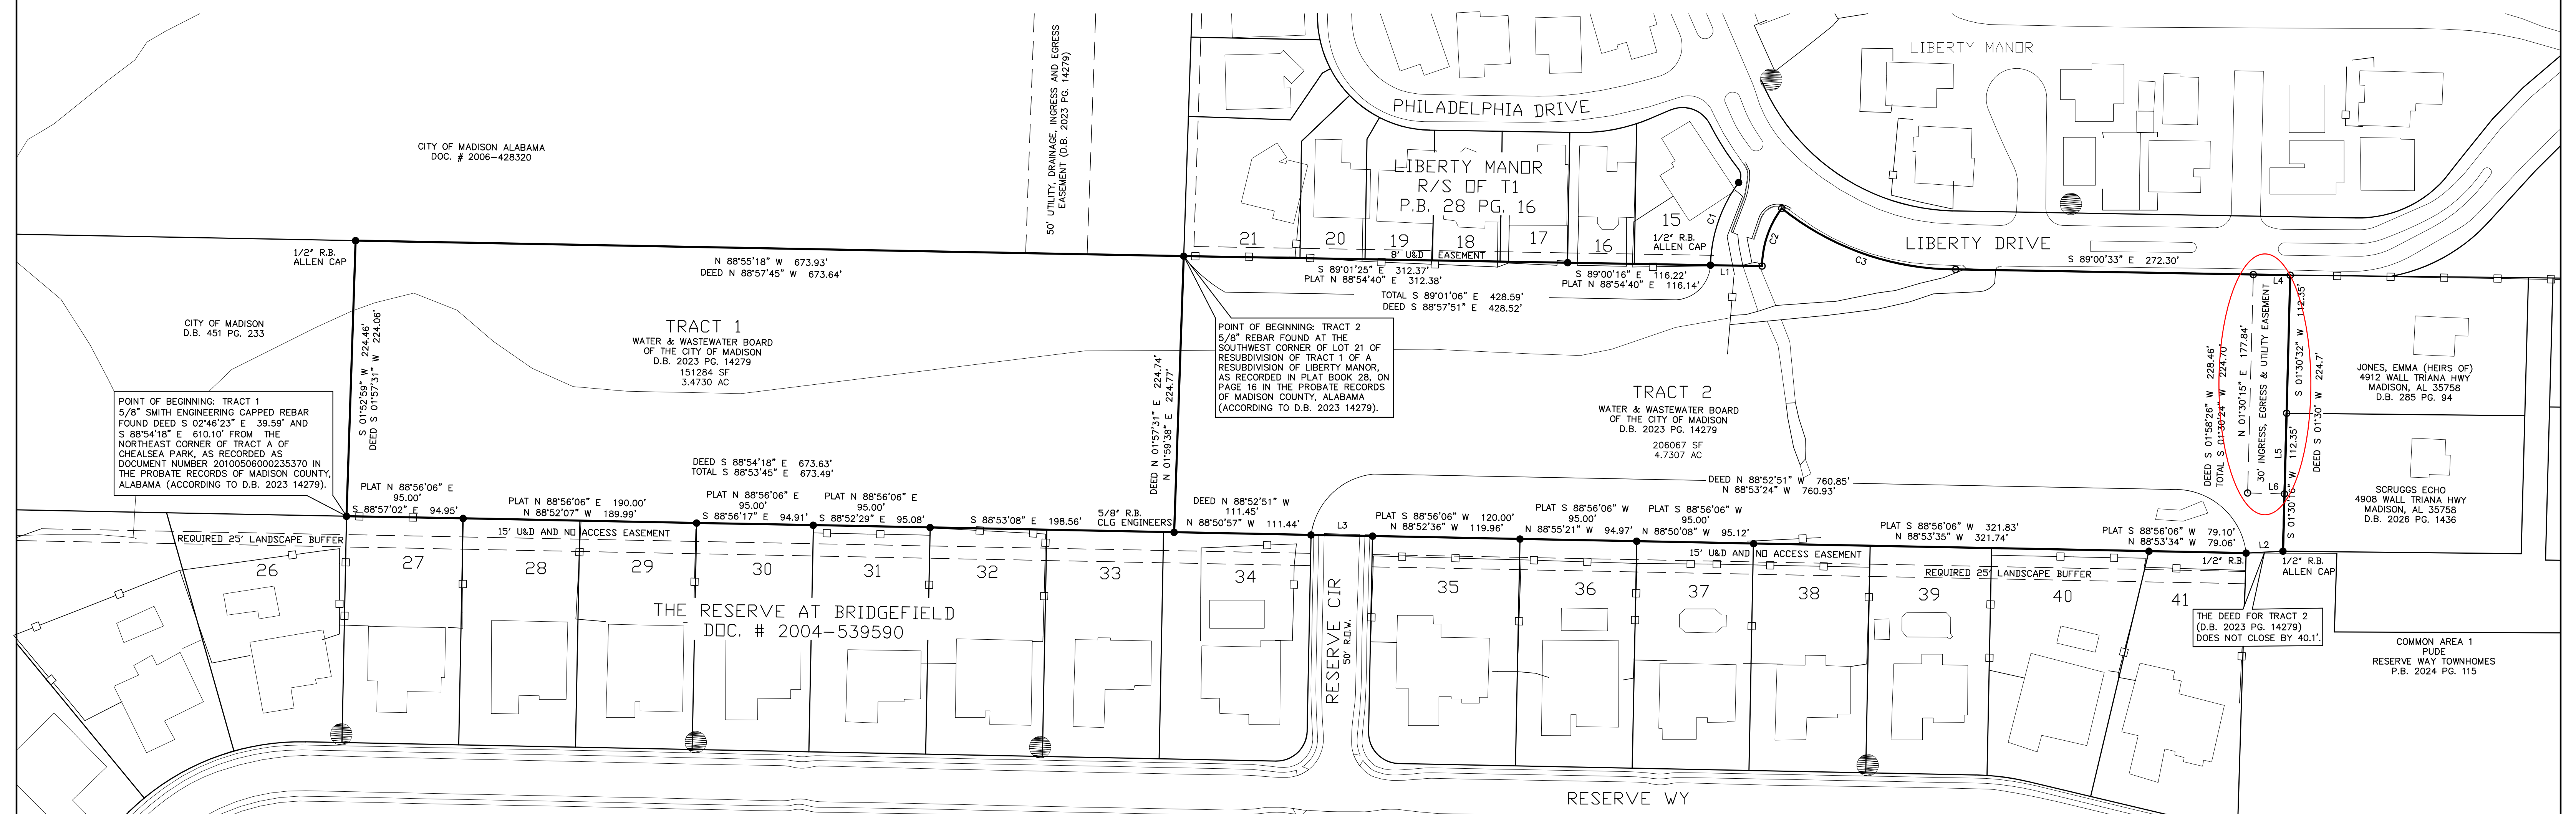 CITY OF MADISON ALABAMA
DOC. # 2006-428320
50' UTILITY, DRAINAGE, INGRESS AND EGRESS
EASEMENT (D.B. 2023 PG. 14279)
PHILADELPHIA DRIVE
LIBERTY MANOR
LIBERTY MANOR
R/S OF T1
P.B. 28 PG. 16
21
20
19
18
17
16
15
8' U&D EASEMENT
1/2" R.B.
ALLEN CAP
C1
C2
C3
L1
LIBERTY DRIVE
S 89°00'33" E 272.30'
1/2" R.B.
ALLEN CAP
N 88°55'18" W 673.93'
DEED N 88°57'45" W 673.64'
S 89°01'25" E 312.37'
PLAT N 88°54'40" E 312.38'
S 89°00'16" E 116.22'
PLAT N 88°54'40" E 116.14'
TOTAL S 89°01'06" E 428.59'
DEED S 88°57'51" E 428.52'
CITY OF MADISON
D.B. 451 PG. 233
S 01°52'59" W 224.46'
DEED S 01°57'31" W 224.06'
TRACT 1
WATER & WASTEWATER BOARD
OF THE CITY OF MADISON
D.B. 2023 PG. 14279
151284 SF
3.4730 AC
DEED N 01°57'31" E 224.74'
N 01°59'38" E 224.77'
POINT OF BEGINNING: TRACT 2
5/8" REBAR FOUND AT THE
SOUTHWEST CORNER OF LOT 21 OF
RESUBDIVISION OF TRACT 1 OF A
RESUBDIVISION OF LIBERTY MANOR,
AS RECORDED IN PLAT BOOK 28, ON
PAGE 16 IN THE PROBATE RECORDS
OF MADISON COUNTY, ALABAMA
(ACCORDING TO D.B. 2023 14279).
TRACT 2
WATER & WASTEWATER BOARD
OF THE CITY OF MADISON
D.B. 2023 PG. 14279
206067 SF
4.7307 AC
DEED S 01°58'26" W 228.46'
TOTAL S 01°30'24" W 224.70'
N 01°30'15" E 177.84'
30' INGRESS, EGRESS & UTILITY EASEMENT
L4
L5
L6
S 01°30'32" W 112.35'
S 01°30'16" W 112.35'
DEED S 01°30' W 224.7'
JONES, EMMA (HEIRS OF)
4912 WALL TRIANA HWY
MADISON, AL 35758
D.B. 285 PG. 94
SCRUGGS ECHO
4908 WALL TRIANA HWY
MADISON, AL 35758
D.B. 2026 PG. 1436
POINT OF BEGINNING: TRACT 1
5/8" SMITH ENGINEERING CAPPED REBAR
FOUND DEED S 02°46'23" E 39.59' AND
S 88°54'18" E 610.10' FROM THE
NORTHEAST CORNER OF TRACT A OF
CHEALSEA PARK, AS RECORDED AS
DOCUMENT NUMBER 20100506000235370 IN
THE PROBATE RECORDS OF MADISON COUNTY,
ALABAMA (ACCORDING TO D.B. 2023 14279).
DEED S 88°54'18" E 673.63'
TOTAL S 88°53'45" E 673.49'
PLAT N 88°56'06" E
95.00'
S 88°57'02" E 94.95'
PLAT N 88°56'06" E 190.00'
N 88°52'07" W 189.99'
PLAT N 88°56'06" E
95.00'
S 88°56'17" E 94.91'
PLAT N 88°56'06" E
95.00'
S 88°52'29" E 95.08'
S 88°53'08" E 198.56'
5/8" R.B.
CLG ENGINEERS
DEED N 88°52'51" W
111.45'
N 88°50'57" W 111.44'
L3
DEED N 88°52'51" W 760.85'
N 88°53'24" W 760.93'
PLAT S 88°56'06" W 120.00'
N 88°52'36" W 119.96'
PLAT S 88°56'06" W
95.00'
N 88°55'21" W 94.97'
PLAT S 88°56'06" W
95.00'
N 88°50'08" W 95.12'
PLAT S 88°56'06" W 321.83'
N 88°53'35" W 321.74'
PLAT S 88°56'06" W 79.10'
N 88°53'34" W 79.06'
1/2" R.B.
L2
1/2" R.B.
ALLEN CAP
REQUIRED 25' LANDSCAPE BUFFER
15' U&D AND NO ACCESS EASEMENT
15' U&D AND NO ACCESS EASEMENT
REQUIRED 25' LANDSCAPE BUFFER
26
27
28
29
30
31
32
33
34
35
36
37
38
39
40
41
THE RESERVE AT BRIDGEFIELD
DOC. # 2004-539590
RESERVE CIR
50' R.O.W.
THE DEED FOR TRACT 2
(D.B. 2023 PG. 14279)
DOES NOT CLOSE BY 40.1'.
COMMON AREA 1
PUDE
RESERVE WAY TOWNHOMES
P.B. 2024 PG. 115
RESERVE WY